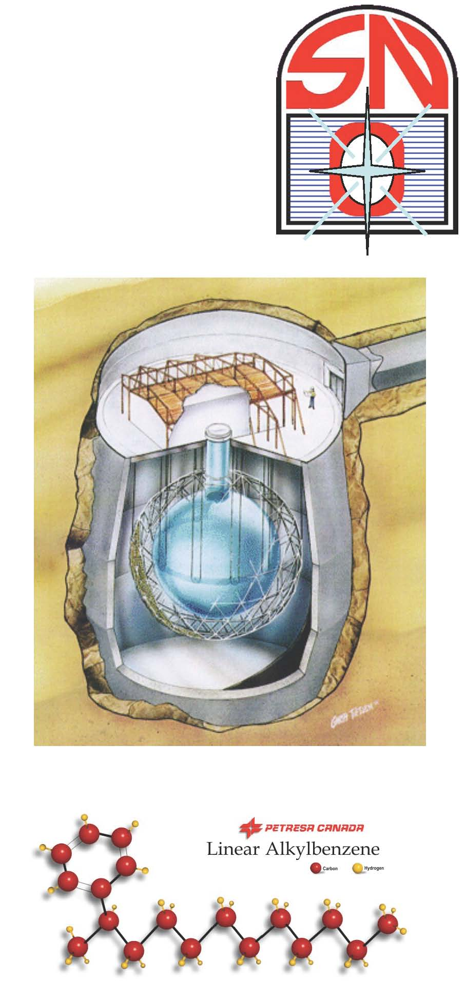 SNO
PETRESA CANADA
Linear Alkylbenzene
Carbon
Hydrogen